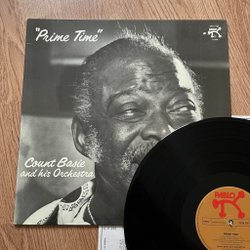 "Prime Time"
Count Basie
and his Orchestra
PABLO